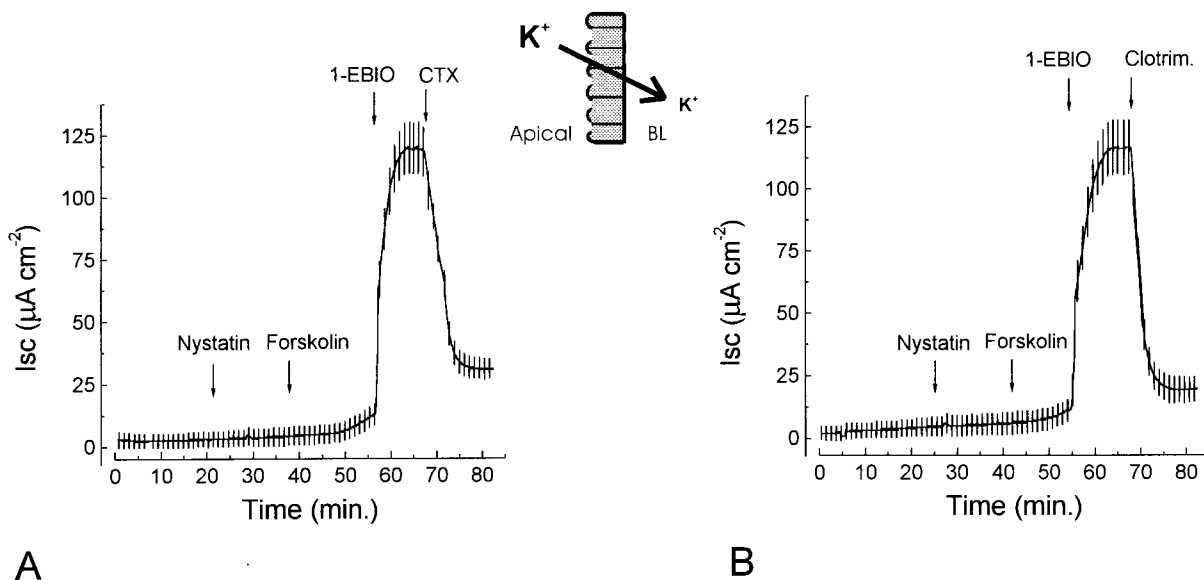 1-EBIO CTX
Isc (µA cm-2)
125
100
75
50
25
0
Nystatin Forskolin
0 10 20 30 40 50 60 70 80
Time (min.)
A
K+
K+
Apical BL
1-EBIO Clotrim.
Isc (µA cm-2)
125
100
75
50
25
0
Nystatin Forskolin
0 10 20 30 40 50 60 70 80
Time (min.)
B